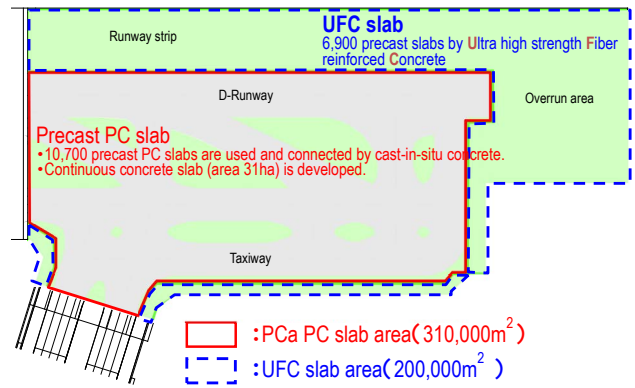 UFC slab
Runway strip
6,900 precast slabs by Ultra high strength Fiber
reinforced Concrete
D-Runway
Overrun area
Precast PC slab
•10,700 precast PC slabs are used and connected by cast-in-situ concrete.
•Continuous concrete slab (area 31ha) is developed.
Taxiway
:PCa PC slab area(310,000m²)
:UFC slab area(200,000m² )